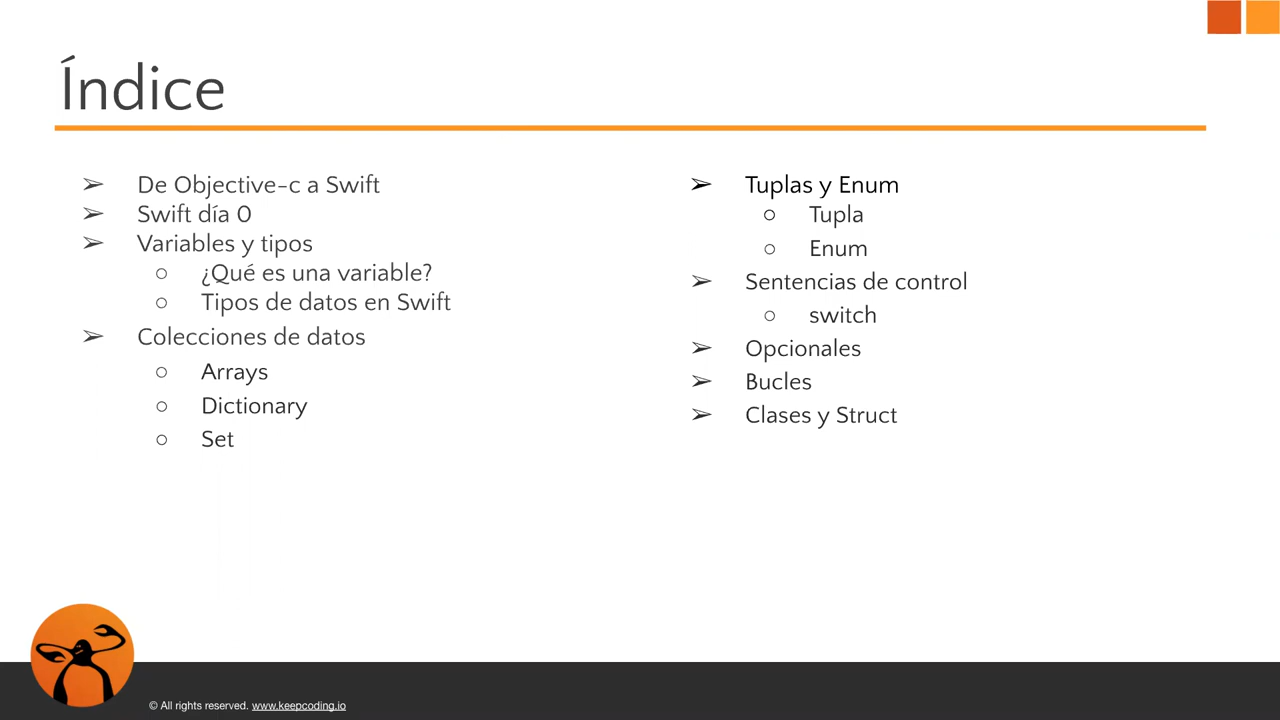 Índice
➢ De Objective-c a Swift
➢ Swift día 0
➢ Variables y tipos
○ ¿Qué es una variable?
○ Tipos de datos en Swift
➢ Colecciones de datos
○ Arrays
○ Dictionary
○ Set
➢ Tuplas y Enum
○ Tupla
○ Enum
➢ Sentencias de control
○ switch
➢ Opcionales
➢ Bucles
➢ Clases y Struct
© All rights reserved. www.keepcoding.io